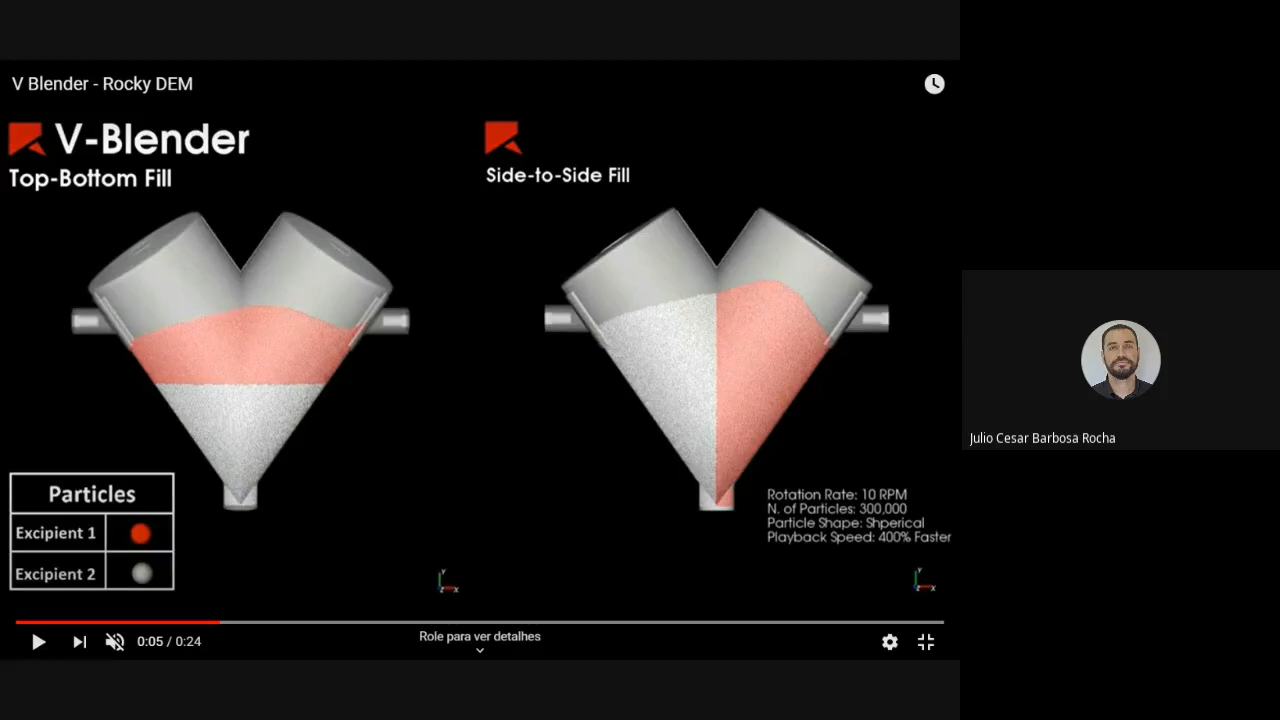 V Blender - Rocky DEM
V-Blender
Top-Bottom Fill
Side-to-Side Fill
Particles
Excipient 1
Excipient 2
Rotation Rate: 10 RPM
N. of Particles: 300,000
Particle Shape: Shperical
Playback Speed: 400% Faster
Y
Z X
Y
Z X
0:05 / 0:24
Role para ver detalhes
Julio Cesar Barbosa Rocha